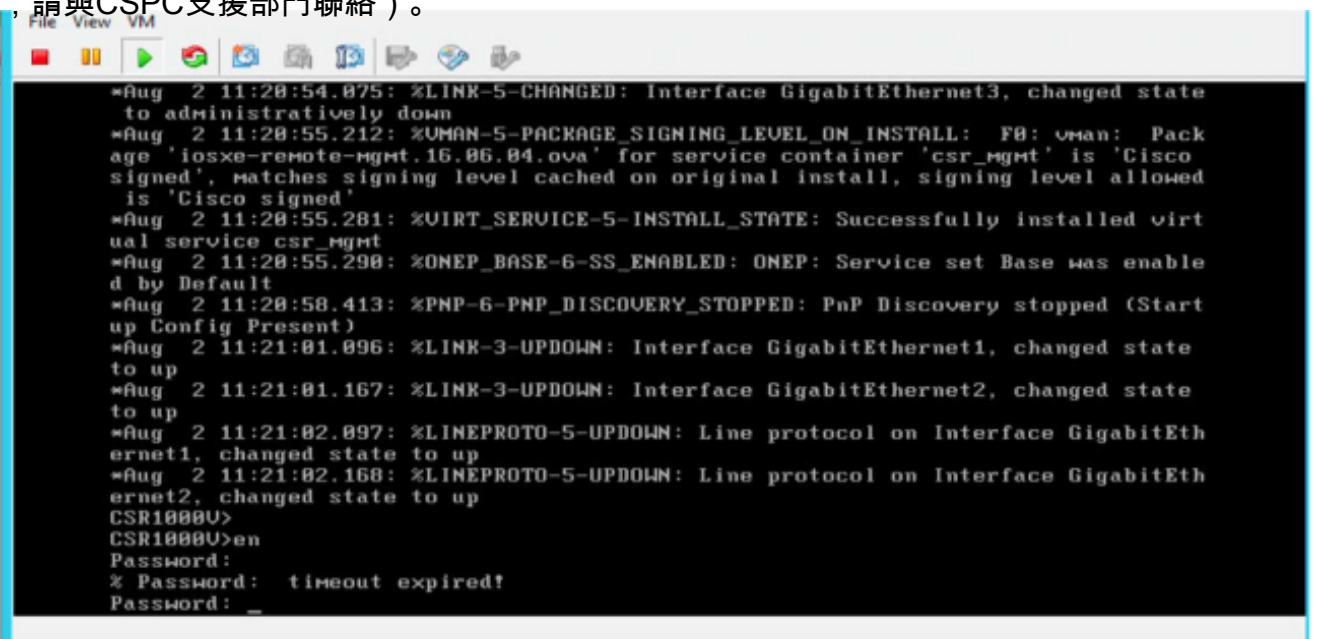 ，請與CSPC支援部門聯絡）。
File View VM
*Aug  2 11:20:54.075: %LINK-5-CHANGED: Interface GigabitEthernet3, changed state
 to administratively down
*Aug  2 11:20:55.212: %VMAN-5-PACKAGE_SIGNING_LEVEL_ON_INSTALL:  F0: vman:  Pack
age 'iosxe-remote-mgmt.16.06.04.ova' for service container 'csr_mgmt' is 'Cisco
signed', matches signing level cached on original install, signing level allowed
 is 'Cisco signed'
*Aug  2 11:20:55.281: %VIRT_SERVICE-5-INSTALL_STATE: Successfully installed virt
ual service csr_mgmt
*Aug  2 11:20:55.290: %ONEP_BASE-6-SS_ENABLED: ONEP: Service set Base was enable
d by Default
*Aug  2 11:20:58.413: %PNP-6-PNP_DISCOVERY_STOPPED: PnP Discovery stopped (Start
up Config Present)
*Aug  2 11:21:01.096: %LINK-3-UPDOWN: Interface GigabitEthernet1, changed state
to up
*Aug  2 11:21:01.167: %LINK-3-UPDOWN: Interface GigabitEthernet2, changed state
to up
*Aug  2 11:21:02.097: %LINEPROTO-5-UPDOWN: Line protocol on Interface GigabitEth
ernet1, changed state to up
*Aug  2 11:21:02.168: %LINEPROTO-5-UPDOWN: Line protocol on Interface GigabitEth
ernet2, changed state to up
CSR1000V>
CSR1000V>en
Password:
% Password:  timeout expired!
Password: _